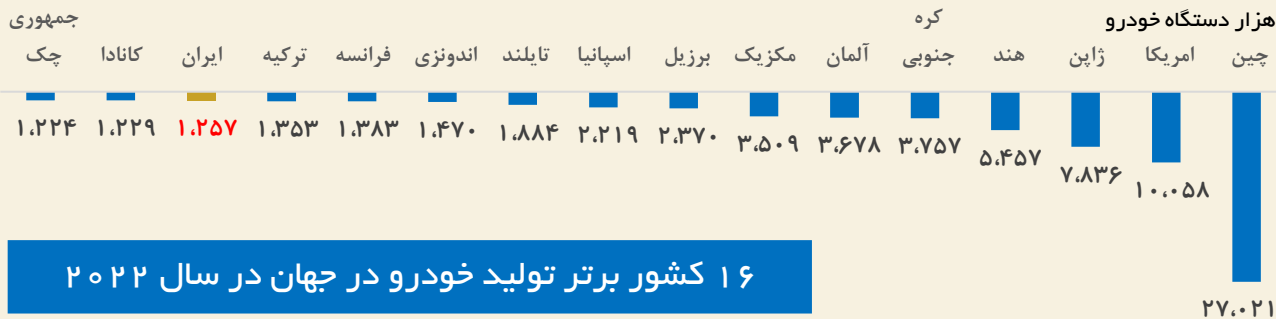 هزار دستگاه خودرو
چین امریکا ژاپن هند کره جنوبی آلمان مکزیک برزیل اسپانیا تایلند اندونزی فرانسه ترکیه ایران کانادا جمهوری چک
۲۷،۰۲۱ ۱۰،۰۵۸ ۷،۸۳۶ ۵،۴۵۷ ۳،۷۵۷ ۳،۶۷۸ ۳،۵۰۹ ۲،۳۷۰ ۲،۲۱۹ ۱،۸۸۴ ۱،۴۷۰ ۱،۳۸۳ ۱،۳۵۳ ۱،۲۵۷ ۱،۲۲۹ ۱،۲۲۴
۱۶ کشور برتر تولید خودرو در جهان در سال ۲۰۲۲